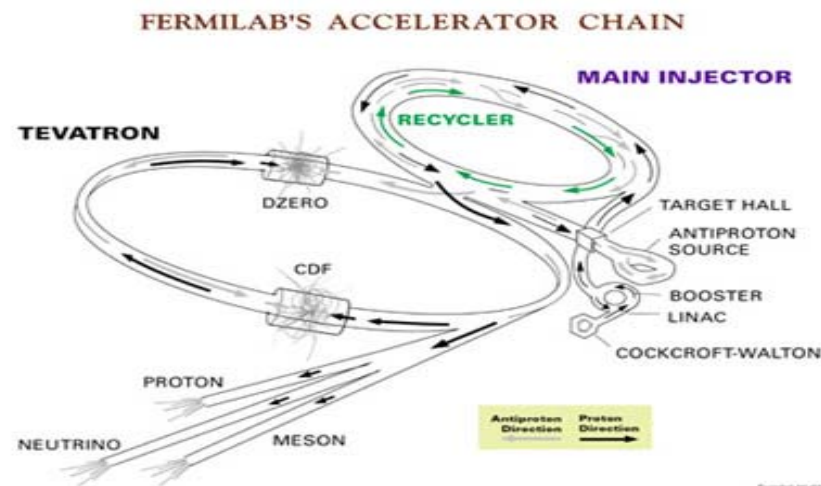 FERMILAB'S ACCELERATOR CHAIN
MAIN INJECTOR
RECYCLER
TEVATRON
DZERO
TARGET HALL
ANTIPROTON
SOURCE
CDF
BOOSTER
LINAC
COCKCROFT-WALTON
PROTON
NEUTRINO
MESON
Antiproton
Direction
Proton
Direction